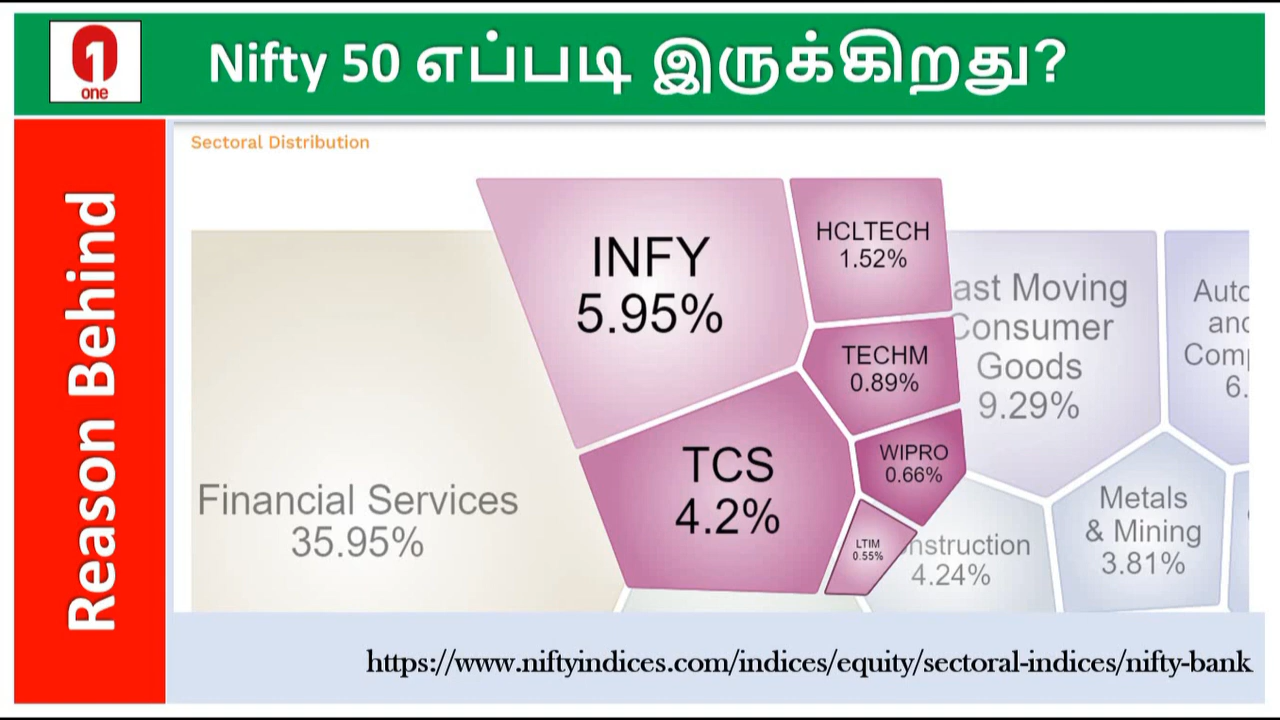 1
one
Nifty 50 எப்படி இருக்கிறது?
Reason Behind
Sectoral Distribution
INFY
5.95%
HCLTECH
1.52%
TECHM
0.89%
TCS
4.2%
WIPRO
0.66%
LTIM
0.55%
Financial Services
35.95%
ast Moving
Consumer
Goods
9.29%
Auto
and
Comp
6.
nstruction
4.24%
Metals
& Mining
3.81%
https://www.niftyindices.com/indices/equity/sectoral-indices/nifty-bank